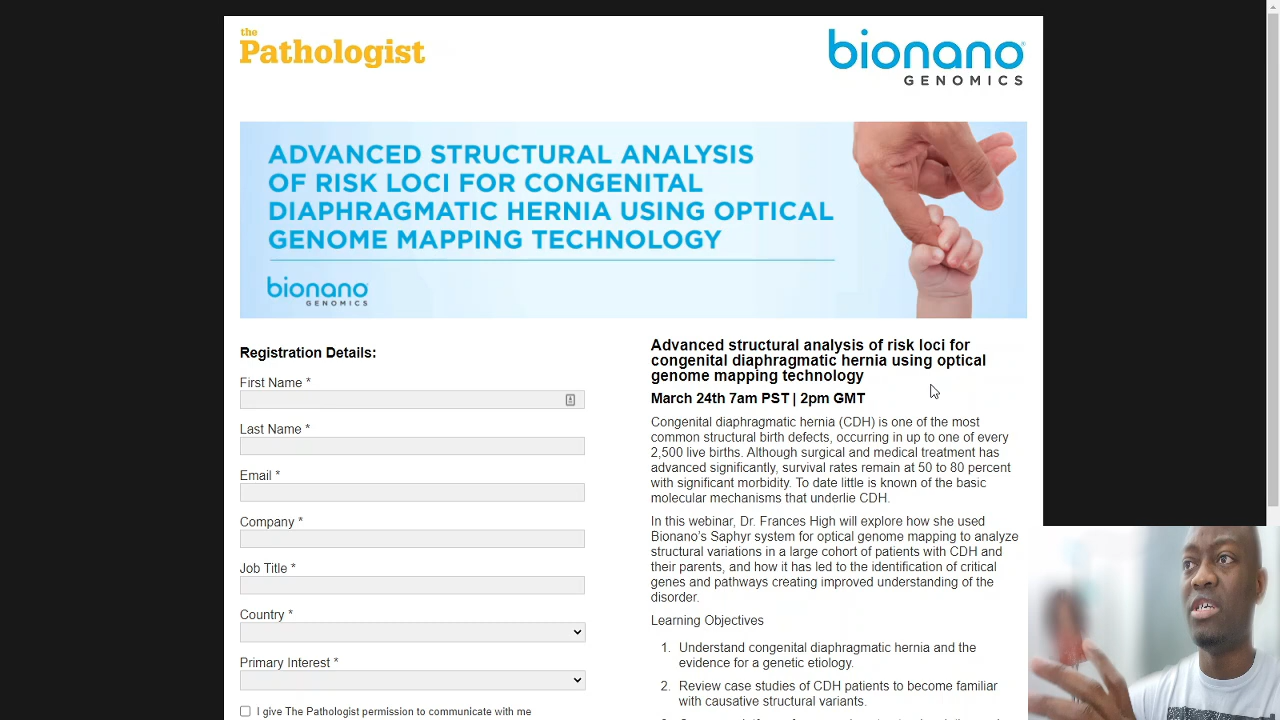 the
Pathologist
bionano
GENOMICS
ADVANCED STRUCTURAL ANALYSIS
OF RISK LOCI FOR CONGENITAL
DIAPHRAGMATIC HERNIA USING OPTICAL
GENOME MAPPING TECHNOLOGY
bionano
GENOMICS
Registration Details:
First Name *
Last Name *
Email *
Company *
Job Title *
Country *
Primary Interest *
I give The Pathologist permission to communicate with me
Advanced structural analysis of risk loci for
congenital diaphragmatic hernia using optical
genome mapping technology
March 24th 7am PST | 2pm GMT
Congenital diaphragmatic hernia (CDH) is one of the most
common structural birth defects, occurring in up to one of every
2,500 live births. Although surgical and medical treatment has
advanced significantly, survival rates remain at 50 to 80 percent
with significant morbidity. To date little is known of the basic
molecular mechanisms that underlie CDH.
In this webinar, Dr. Frances High will explore how she used
Bionano's Saphyr system for optical genome mapping to analyze
structural variations in a large cohort of patients with CDH and
their parents, and how it has led to the identification of critical
genes and pathways creating improved understanding of the
disorder.
Learning Objectives
1. Understand congenital diaphragmatic hernia and the
evidence for a genetic etiology.
2. Review case studies of CDH patients to become familiar
with causative structural variants.